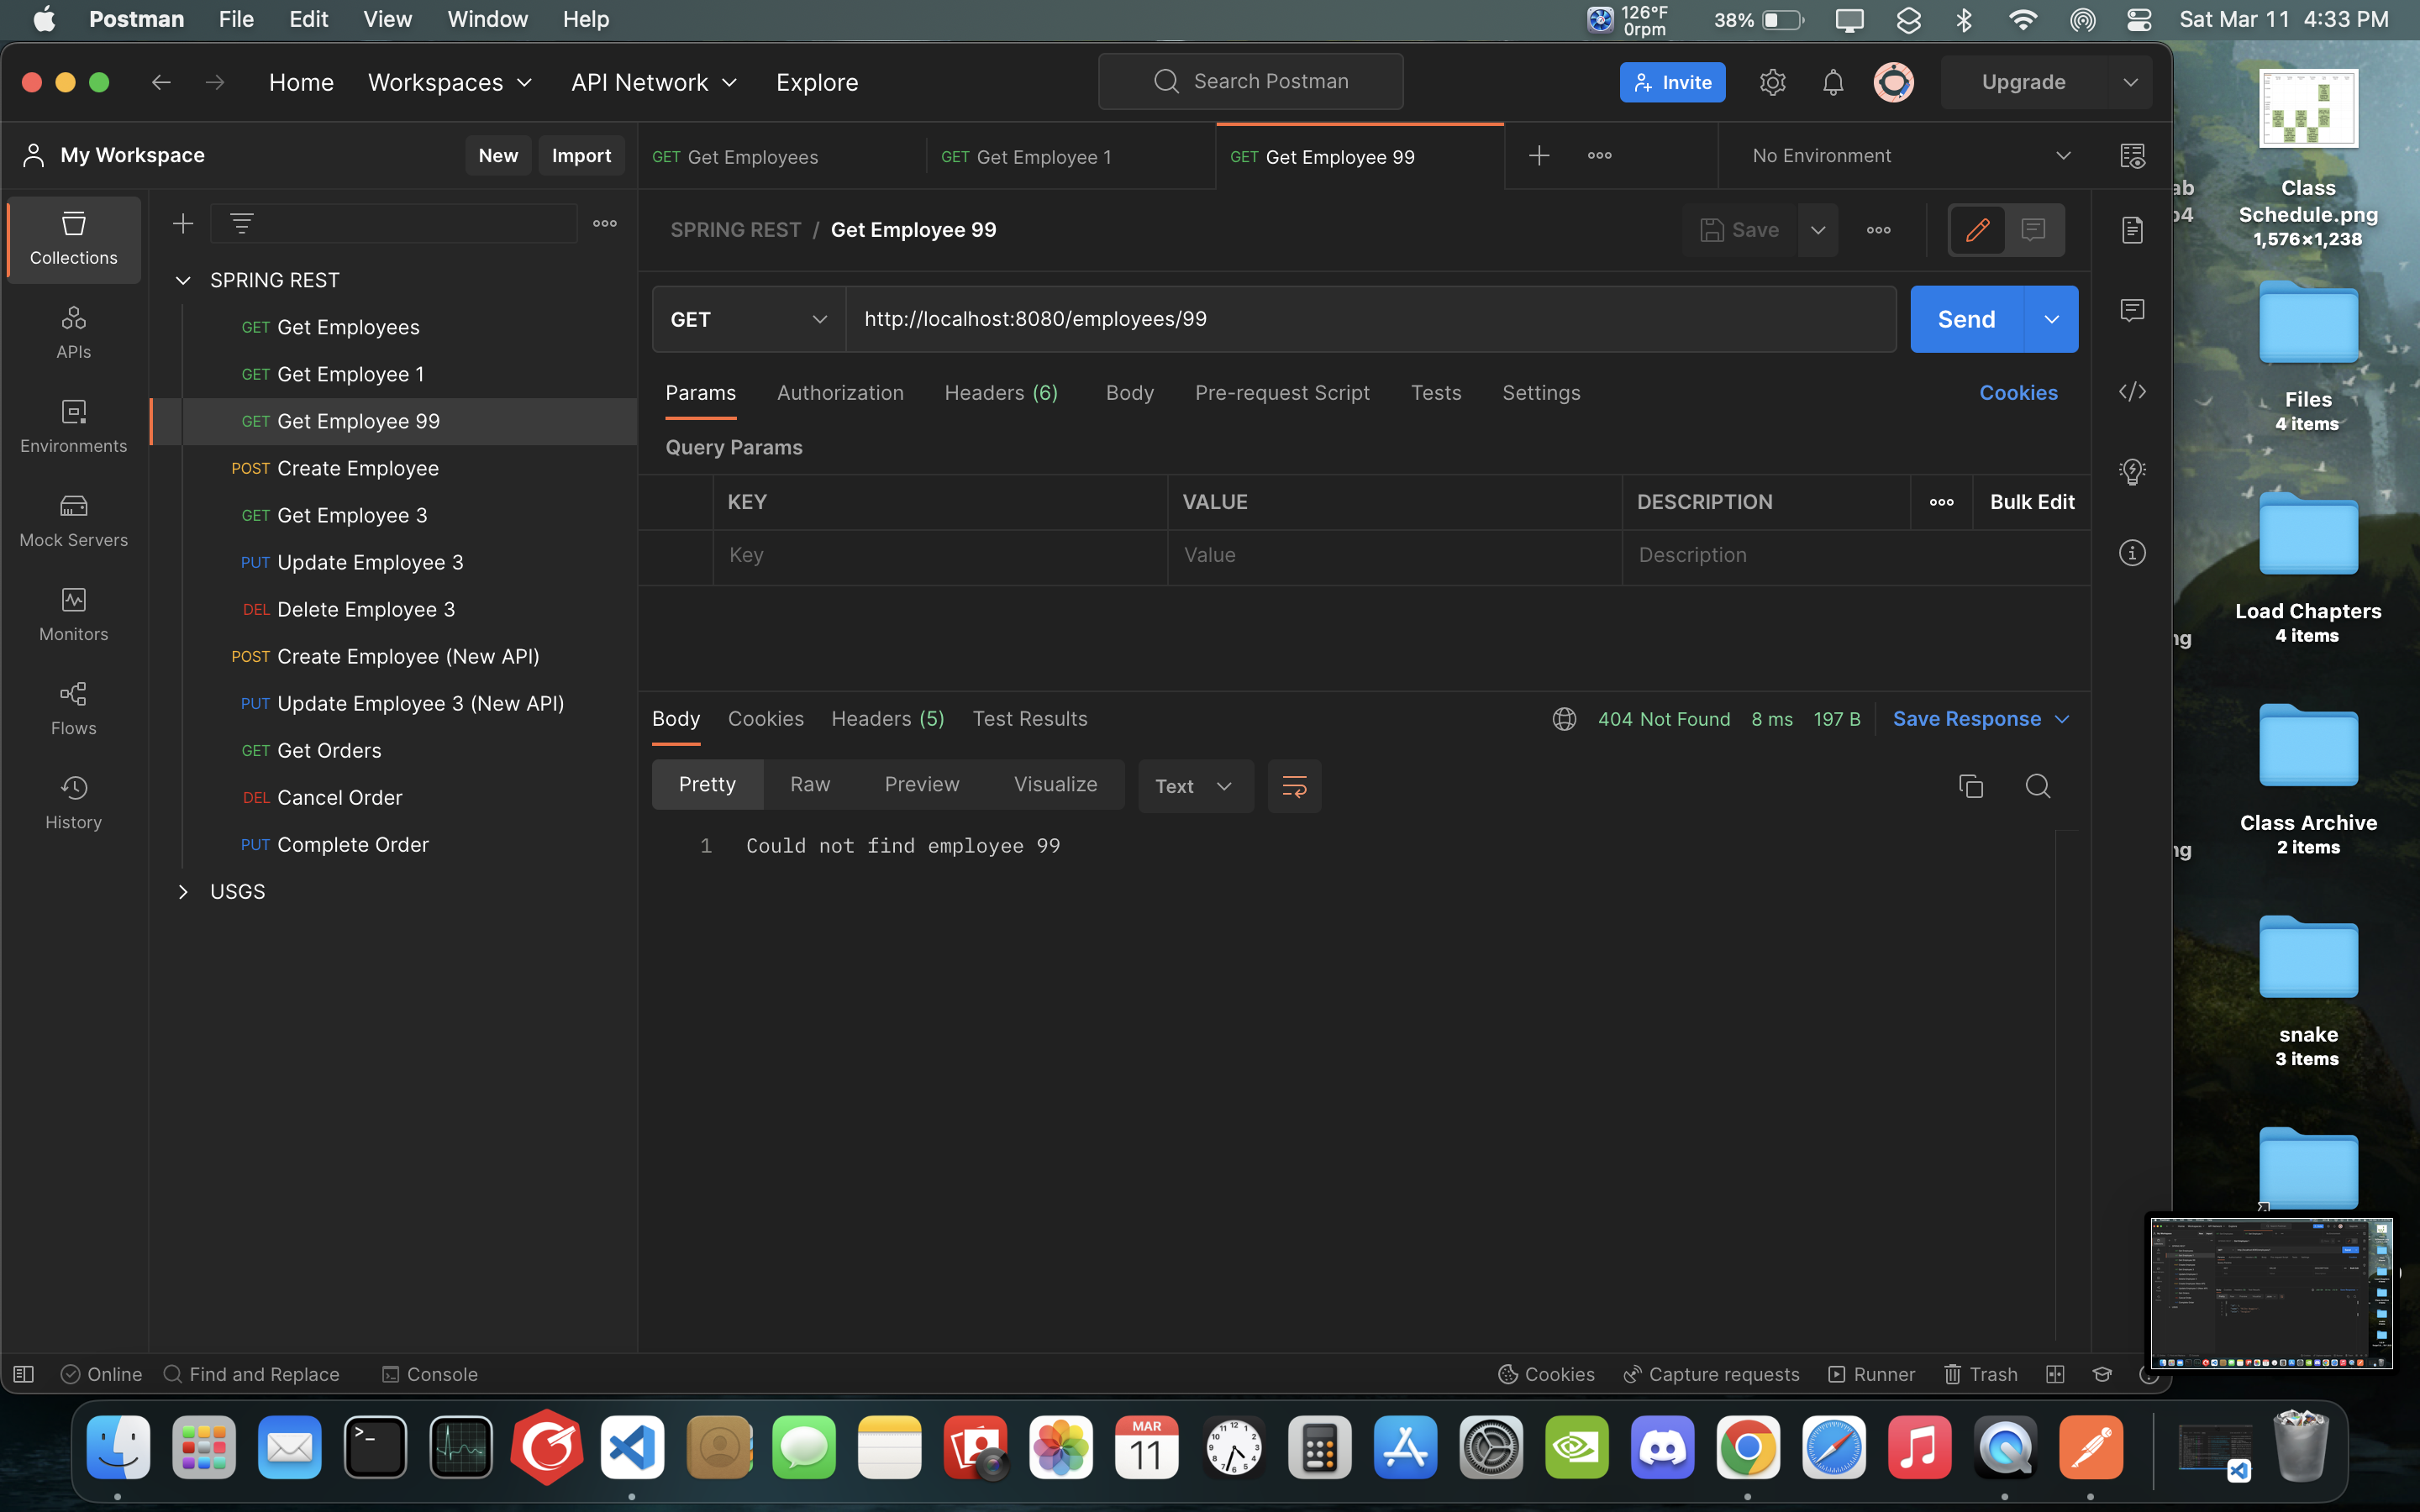 Postman File Edit View Window Help 126°F 0rpm 38% Sat Mar 11 4:33 PM
Home Workspaces API Network Explore Search Postman Invite Upgrade
My Workspace New Import GET Get Employees GET Get Employee 1 GET Get Employee 99 No Environment
SPRING REST / Get Employee 99 Save
Collections
APIs
Environments
Mock Servers
Monitors
Flows
History
SPRING REST
GET Get Employees
GET Get Employee 1
GET Get Employee 99
POST Create Employee
GET Get Employee 3
PUT Update Employee 3
DEL Delete Employee 3
POST Create Employee (New API)
PUT Update Employee 3 (New API)
GET Get Orders
DEL Cancel Order
PUT Complete Order
USGS
GET http://localhost:8080/employees/99 Send
Params Authorization Headers (6) Body Pre-request Script Tests Settings Cookies
Query Params
KEY VALUE DESCRIPTION Bulk Edit
Key Value Description
Body Cookies Headers (5) Test Results 404 Not Found 8 ms 197 B Save Response
Pretty Raw Preview Visualize Text
1 Could not find employee 99
Online Find and Replace Console Cookies Capture requests Runner Trash
Class
Schedule.png
1,576×1,238
Files
4 items
Load Chapters
4 items
Class Archive
2 items
snake
3 items
MAR
11